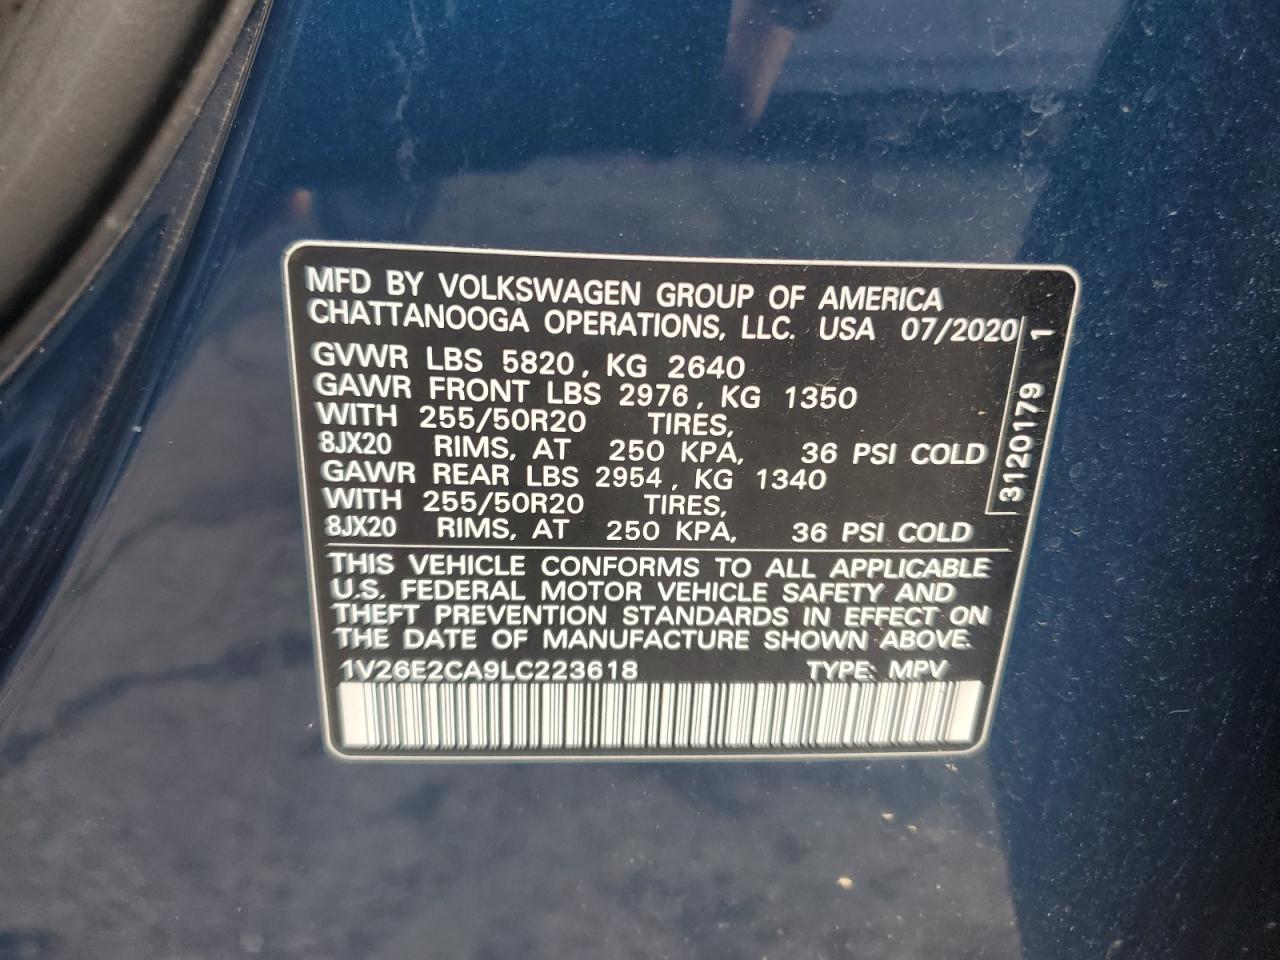 MFD BY VOLKSWAGEN GROUP OF AMERICA
CHATTANOOGA OPERATIONS, LLC. USA 07/2020
GVWR LBS 5820, KG 2640
GAWR FRONT LBS 2976, KG 1350
WITH 255/50R20 TIRES,
8JX20 RIMS, AT 250 KPA, 36 PSI COLD
GAWR REAR LBS 2954, KG 1340
WITH 255/50R20 TIRES,
8JX20 RIMS, AT 250 KPA, 36 PSI COLD
THIS VEHICLE CONFORMS TO ALL APPLICABLE
U.S. FEDERAL MOTOR VEHICLE SAFETY AND
THEFT PREVENTION STANDARDS IN EFFECT ON
THE DATE OF MANUFACTURE SHOWN ABOVE.
1V26E2CA9LC223618 TYPE: MPV
3120179 1